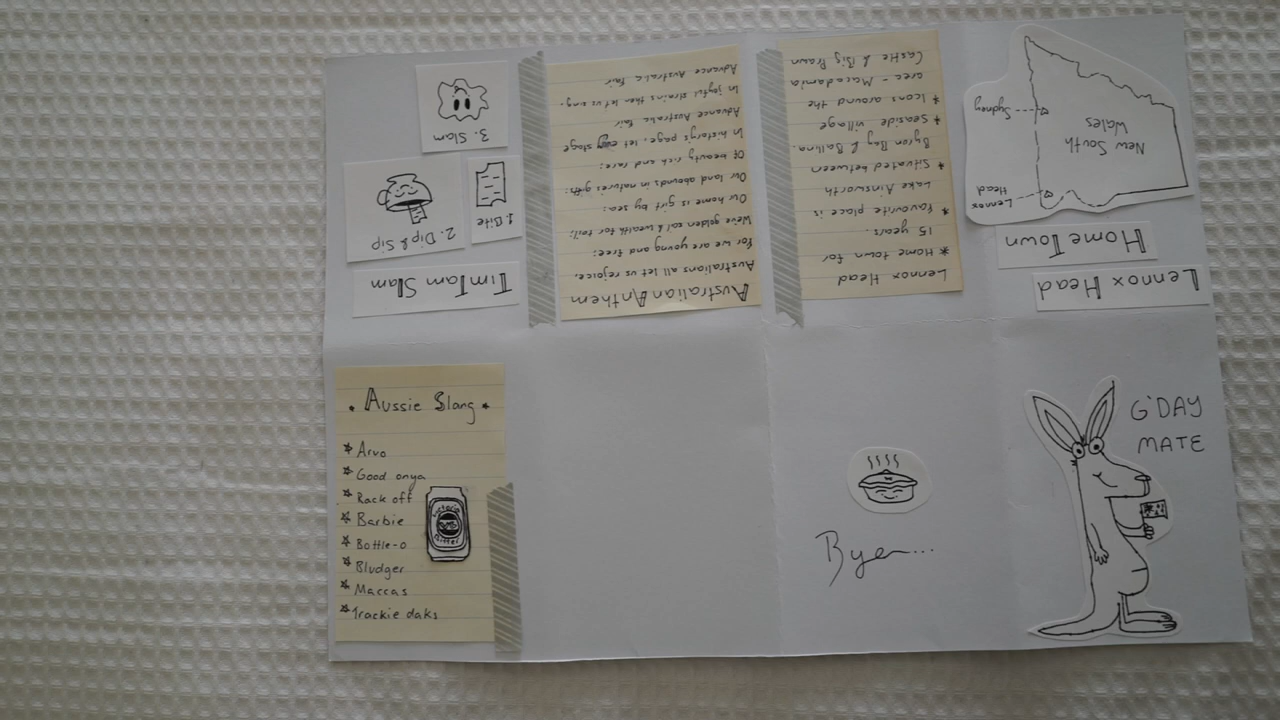 G'DAY
MATE
Lennox Head
Home Town
New South
Wales
Lennox
Head
Sydney
Lennox Head
* Home town for
15 years.
* favourite place is
Lake Ainsworth
* Situated between
Byron Bay & Ballina.
* Seaside village
* Icons around the
area - Macadamia
Castle & Big Prawn
Australian Anthem
Australians all let us rejoice,
For we are young and free;
We've golden soil & wealth for toil;
Our home is girt by sea;
Our land abounds in natures gifts
Of beauty rich and rare;
In history's page, let every stage
Advance Australia fair
In joyful strains then let us sing,
Advance Australia fair
TimTam Slam
1. Bite
2. Dip & Sip
3. Slam
Aussie Slang
Arvo
Good onya
Rack off
Barbie
Bottle-o
Bludger
Maccas
Trackie daks
Victoria
Bitter
Bye...